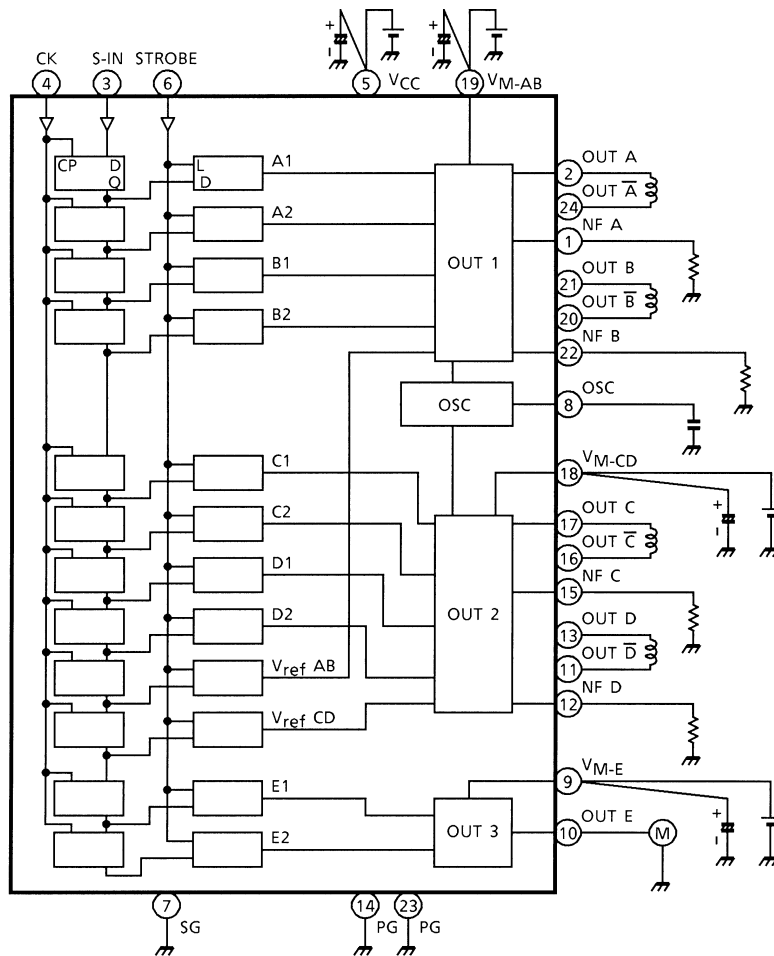 CK S-IN STROBE
4 3 6 5 VCC 19 VM-AB
+ - + -
CP D Q
L D
A1
A2
B1
B2
OUT 1
OUT A
2
OUT A̅
24
NF A
1
OUT B
21
OUT B̅
20
NF B
22
OSC
OSC
8
C1
C2
D1
D2
Vref AB
Vref CD
OUT 2
VM-CD
18
+ -
OUT C
17
OUT C̅
16
NF C
15
OUT D
13
OUT D̅
11
NF D
12
E1
E2
OUT 3
VM-E
9
+ -
OUT E
10 M
7 SG
14 PG
23 PG